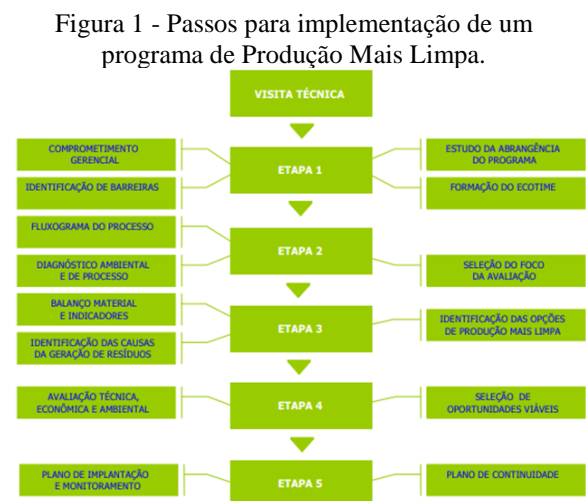 Figura 1 - Passos para implementação de um
programa de Produção Mais Limpa.
VISITA TÉCNICA
COMPROMETIMENTO
GERENCIAL
IDENTIFICAÇÃO DE BARREIRAS
ETAPA 1
ESTUDO DA ABRANGÊNCIA
DO PROGRAMA
FORMAÇÃO DO ECOTIME
FLUXOGRAMA DO PROCESSO
DIAGNÓSTICO AMBIENTAL
E DE PROCESSO
ETAPA 2
SELEÇÃO DO FOCO
DA AVALIAÇÃO
BALANÇO MATERIAL
E INDICADORES
IDENTIFICAÇÃO DAS CAUSAS
DA GERAÇÃO DE RESÍDUOS
ETAPA 3
IDENTIFICAÇÃO DAS OPÇÕES
DE PRODUÇÃO MAIS LIMPA
AVALIAÇÃO TÉCNICA,
ECONÔMICA E AMBIENTAL
ETAPA 4
SELEÇÃO DE
OPORTUNIDADES VIÁVEIS
PLANO DE IMPLANTAÇÃO
E MONITORAMENTO
ETAPA 5
PLANO DE CONTINUIDADE